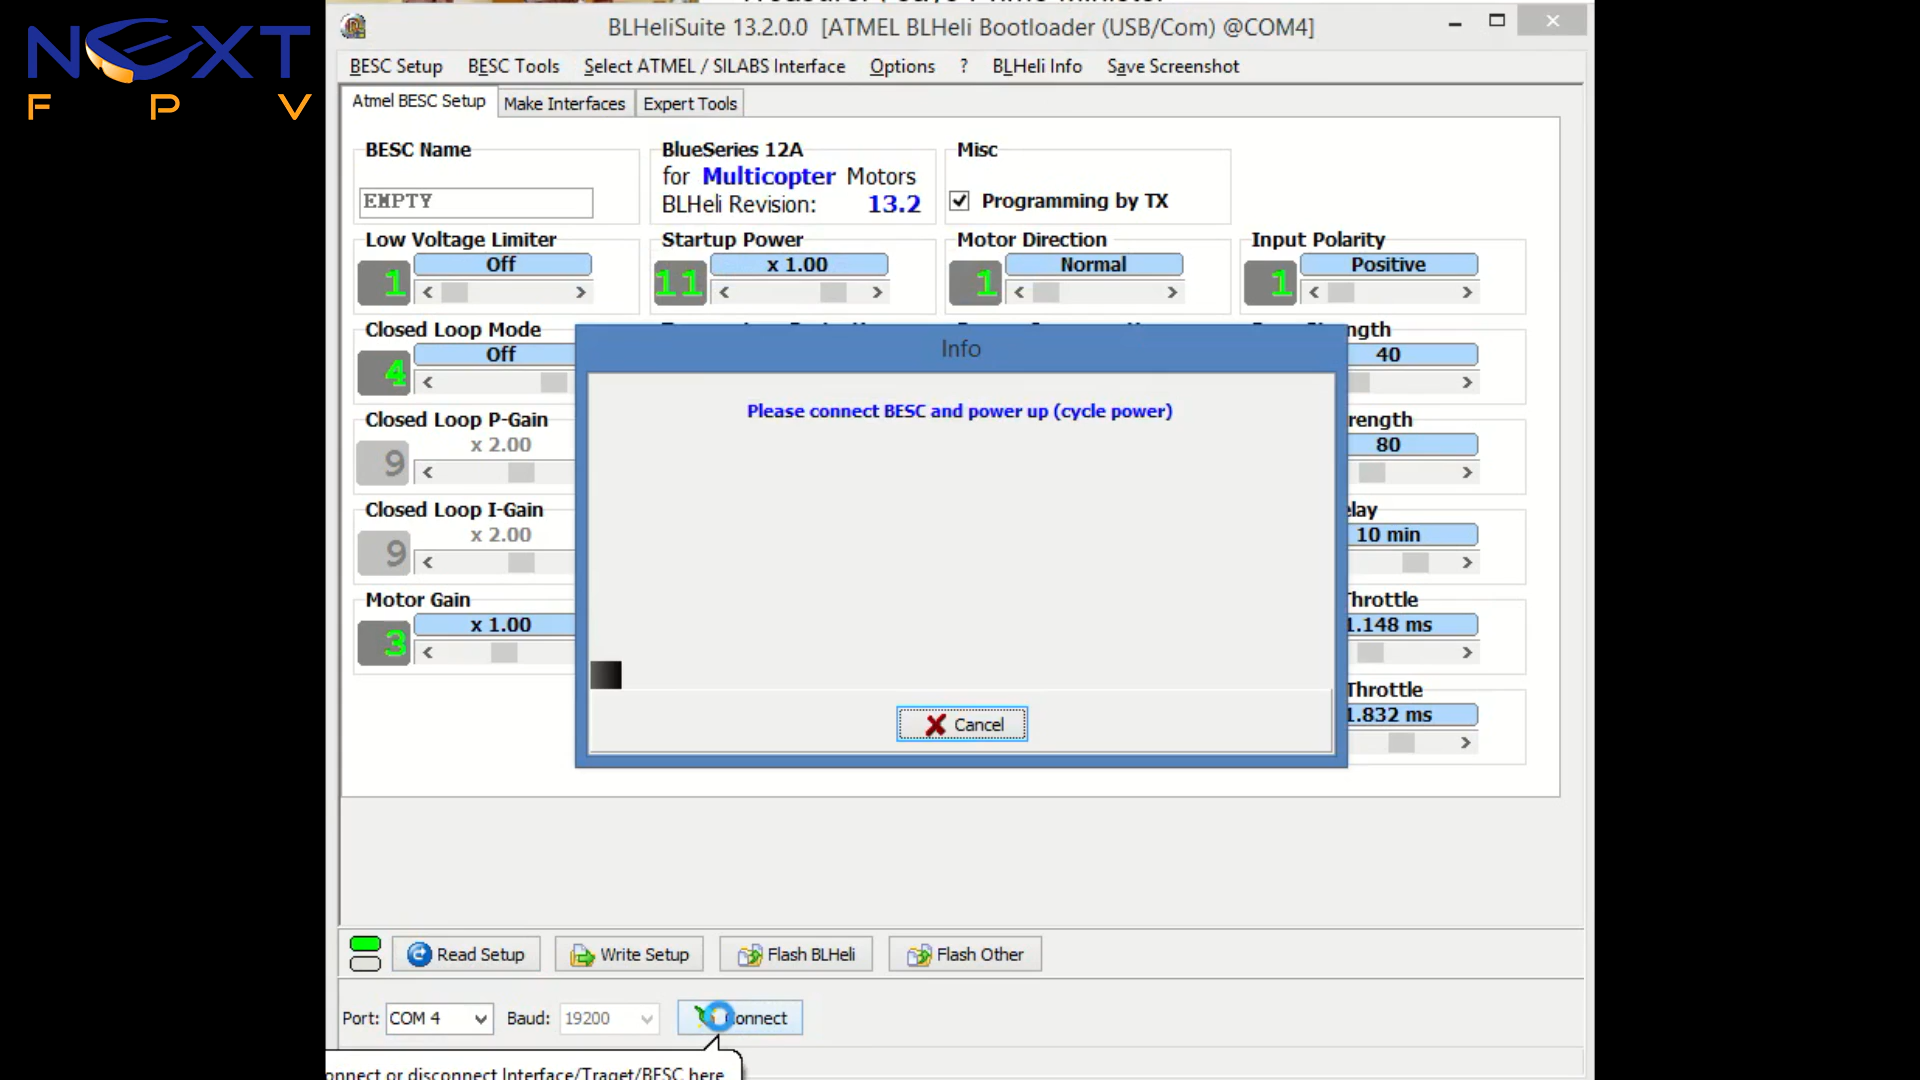 NEXT
FPV
BLHeliSuite 13.2.0.0 [ATMEL BLHeli Bootloader (USB/Com) @COM4]
BESC Setup BESC Tools Select ATMEL / SILABS Interface Options ? BLHeli Info Save Screenshot
Atmel BESC Setup Make Interfaces Expert Tools
BESC Name BlueSeries 12A Misc
for Multicopter Motors
EMPTY BLHeli Revision: 13.2 Programming by TX
Low Voltage Limiter Startup Power Motor Direction Input Polarity
Off x 1.00 Normal Positive
1 11 1 1
Closed Loop Mode
Off 40
4
Closed Loop P-Gain
x 2.00 80
9
Closed Loop I-Gain
x 2.00 10 min
9
Motor Gain Throttle
x 1.00 1.148 ms
3
Throttle
1.832 ms
Info
Please connect BESC and power up (cycle power)
Cancel
Read Setup Write Setup Flash BLHeli Flash Other
Port: COM 4 Baud: 19200 onnect
onnect or disconnect Interface/Traget/BESC here